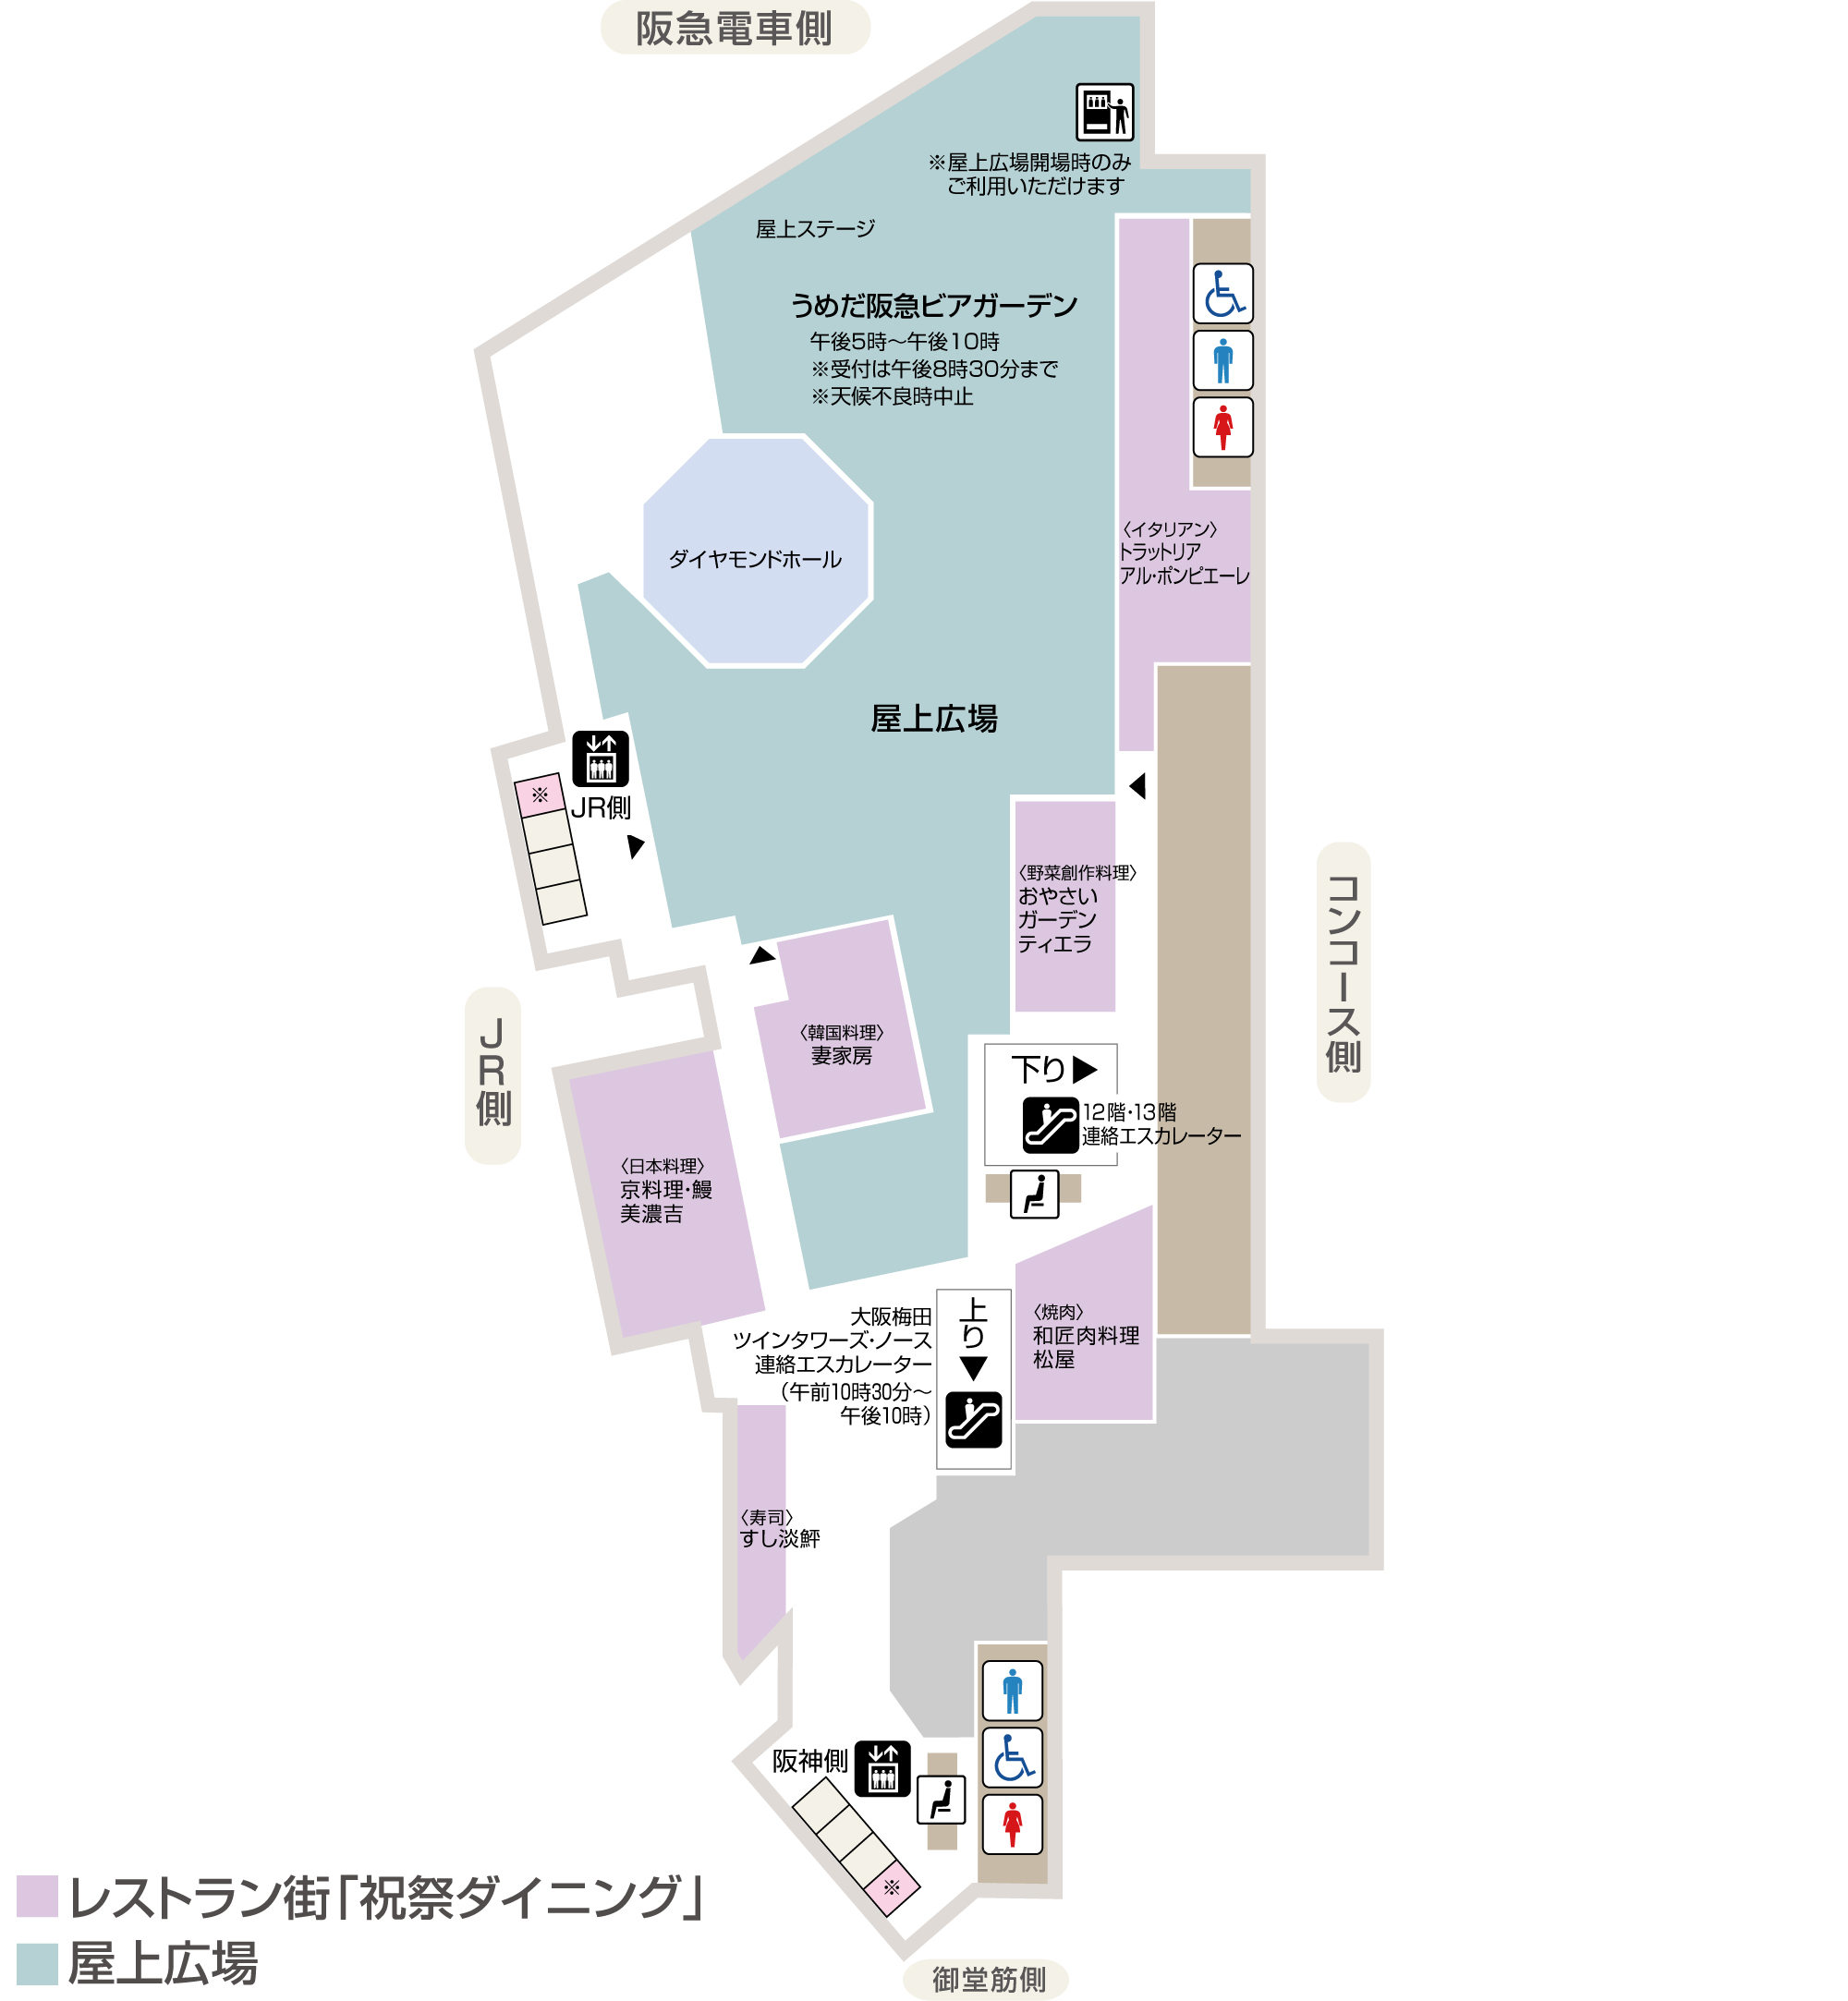 阪急電車側
※屋上広場開場時のみ
ご利用いただけます
屋上ステージ
うめだ阪急ビアガーデン
午後5時～午後10時
※受付は午後8時30分まで
※天候不良時中止
〈イタリアン〉
トラットリア
アル・ポンピエーレ
ダイヤモンドホール
屋上広場
※
JR側
〈野菜創作料理〉
おやさい
ガーデン
ティエラ
コンコース側
JR側
〈韓国料理〉
妻家房
下り▶
12階・13階
連絡エスカレーター
〈日本料理〉
京料理・鰻
美濃吉
大阪梅田
ツインタワーズ・ノース
連絡エスカレーター
（午前10時30分～
午後10時）
上り▼
〈焼肉〉
和匠肉料理
松屋
〈寿司〉
すし淡鮮
阪神側
※
レストラン街「祝祭ダイニング」
屋上広場
御堂筋側